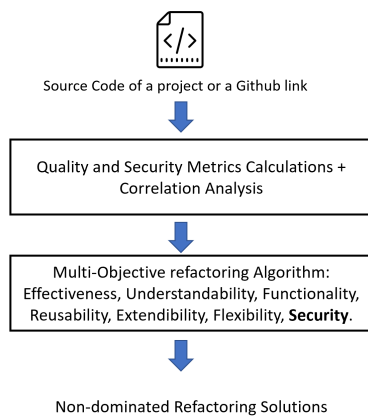 Source Code of a project or a Github link
Quality and Security Metrics Calculations +
Correlation Analysis
Multi-Objective refactoring Algorithm:
Effectiveness, Understandability, Functionality,
Reusability, Extendibility, Flexibility, Security.
Non-dominated Refactoring Solutions